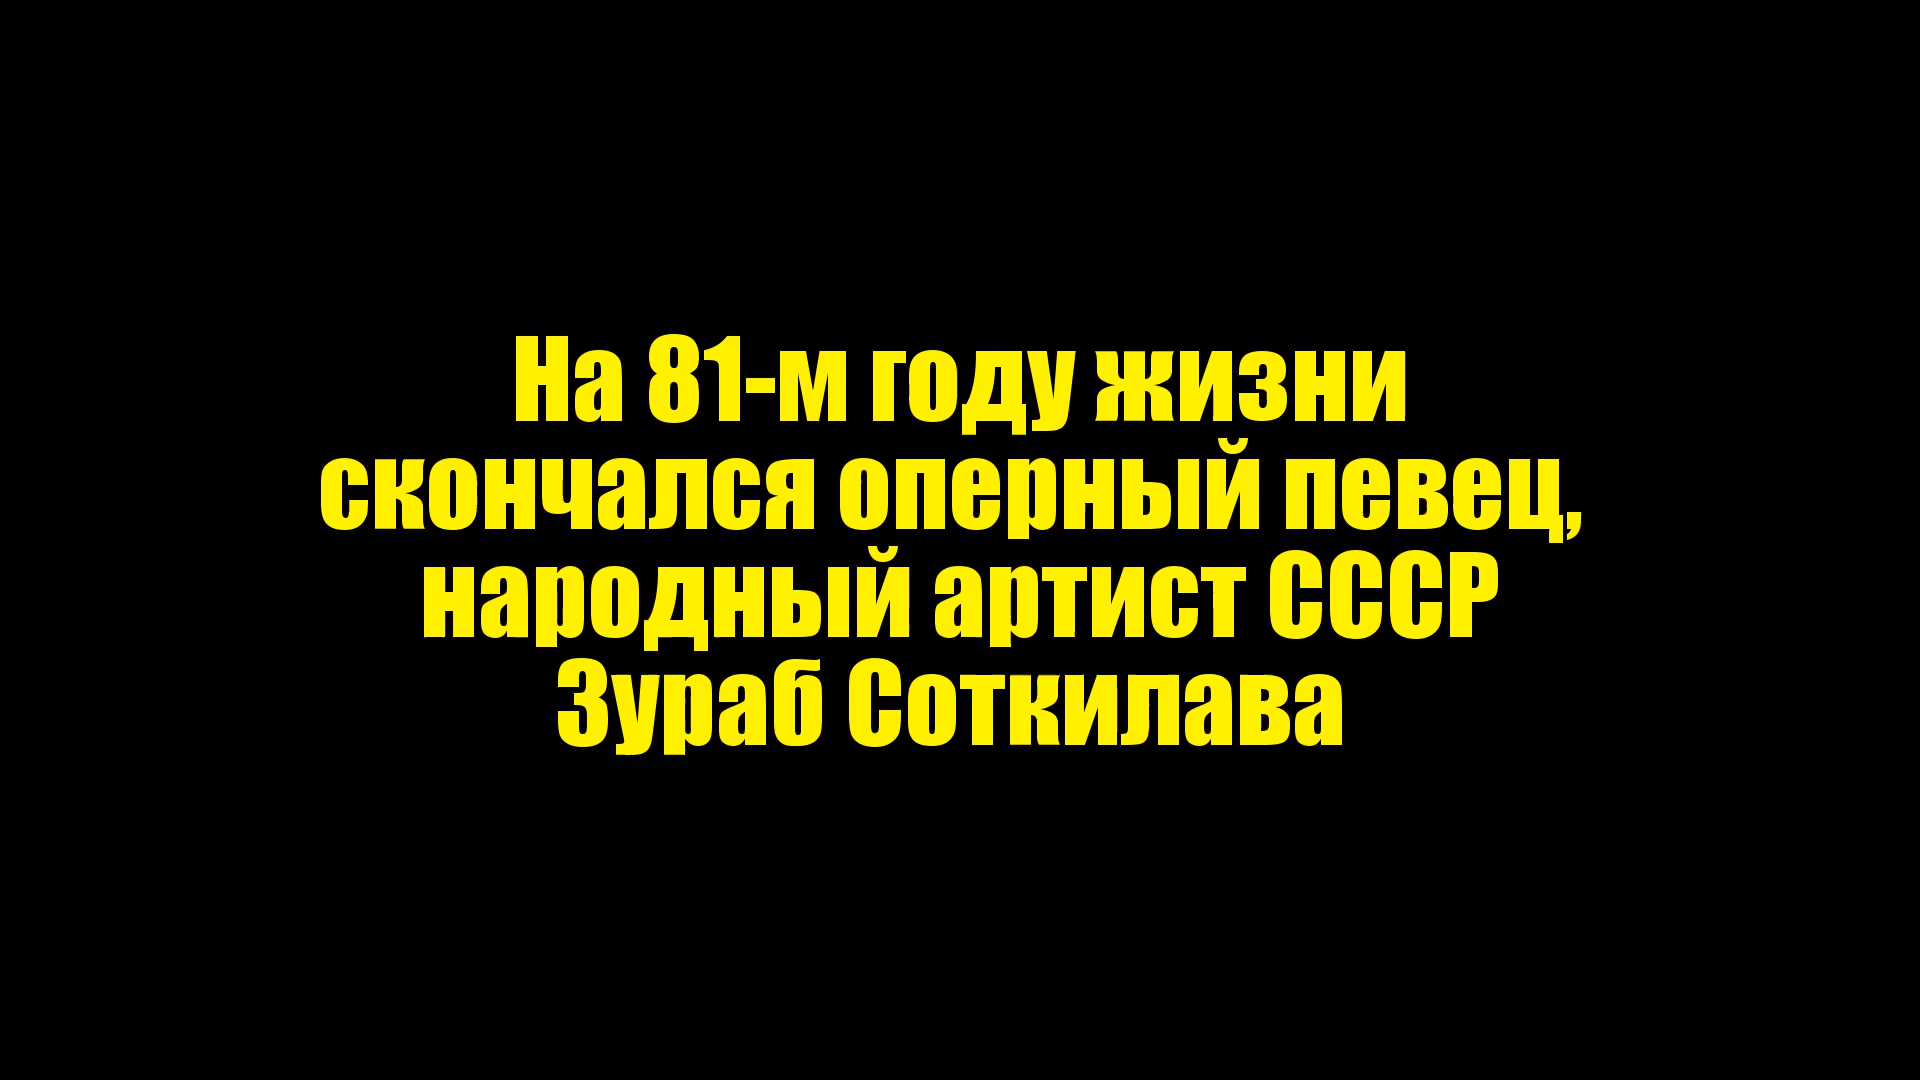 На 81-м году жизни
скончался оперный певец,
народный артист СССР
Зураб Соткилава